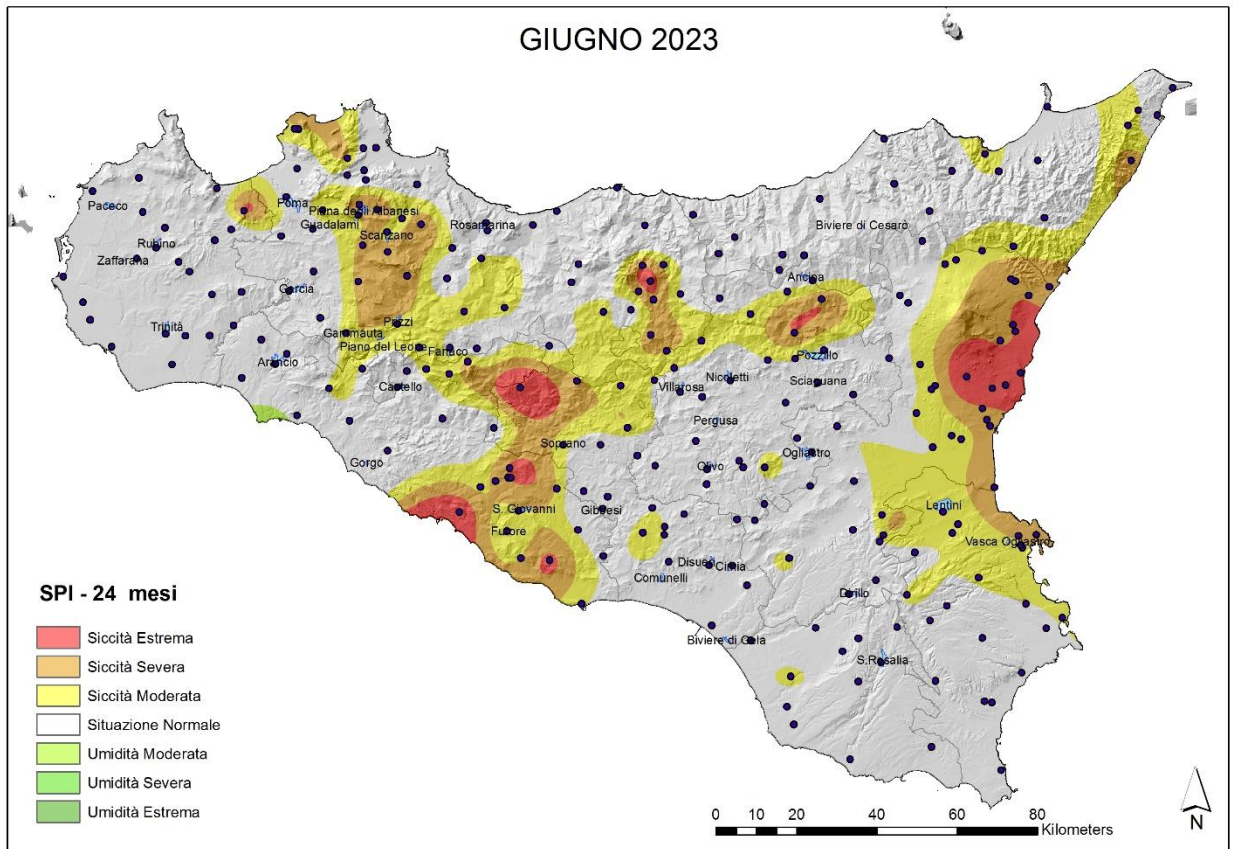 GIUGNO 2023
Paceco
Poma
Piana degli Albanesi
Guadalami
Rosamarina
Scanzano
Rubino
Zaffarana
Biviere di Cesarò
Garcia
Ancipa
Trinità
Prizzi
Gammauta
Piano del Leone
Fanaco
Arancio
Castello
Pozzillo
Nicoletti
Sciaguana
Villarosa
Pergusa
Soprano
Ogliastro
Gorgo
Olivo
S. Giovanni
Gibbesi
Lentini
Furore
Vasca Ogliastro
Disueri
Cimia
Comunelli
Dirillo
Biviere di Gela
S.Rosalia
SPI - 24 mesi
Siccità Estrema
Siccità Severa
Siccità Moderata
Situazione Normale
Umidità Moderata
Umidità Severa
Umidità Estrema
0 10 20 40 60 80
Kilometers
N